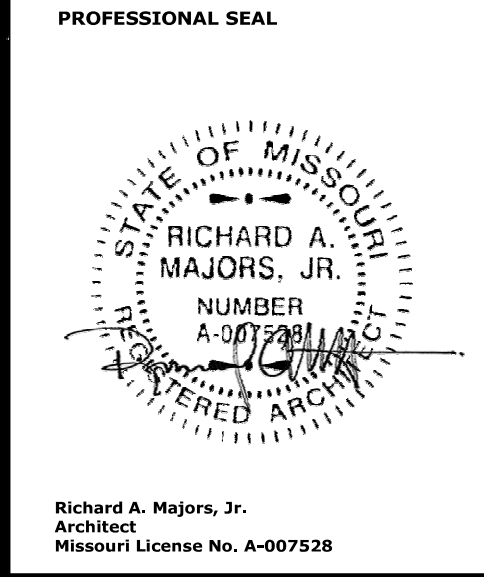 PROFESSIONAL SEAL
STATE OF MISSOURI
RICHARD A.
MAJORS, JR.
NUMBER
A-007528
REGISTERED ARCHITECT
Richard A. Majors, Jr.
Architect
Missouri License No. A-007528